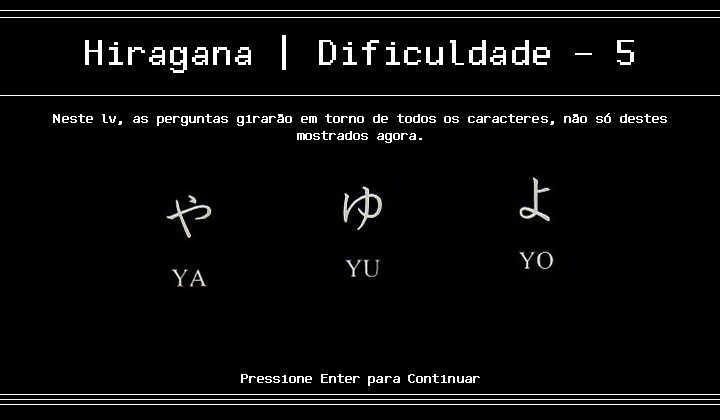 Hiragana | Dificuldade - 5
Neste lv, as perguntas girarão em torno de todos os caracteres, não só destes
mostrados agora.
や ゆ よ
YA YU YO
Pressione Enter para Continuar